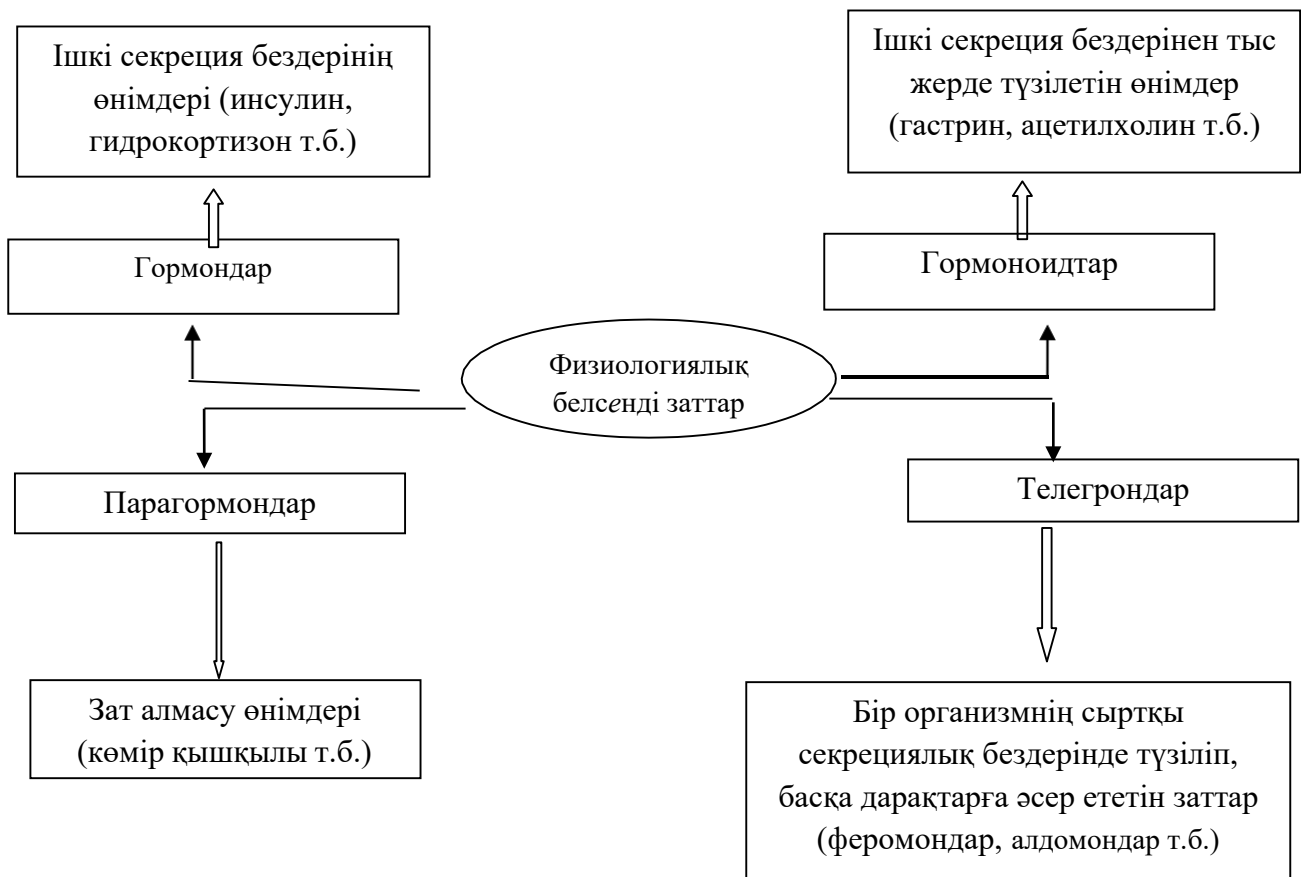 Ішкі секреция бездерінің
өнімдері (инсулин,
гидрокортизон т.б.)
Ішкі секреция бездерінен тыс
жерде түзілетін өнімдер
(гастрин, ацетилхолин т.б.)
Гормондар
Гормоноидтар
Физиологиялық
белсенді заттар
Парагормондар
Телегрондар
Зат алмасу өнімдері
(көмір қышқылы т.б.)
Бір организмнің сыртқы
секрециялық бездерінде түзіліп,
басқа дарақтарға әсер ететін заттар
(феромондар, алдомондар т.б.)